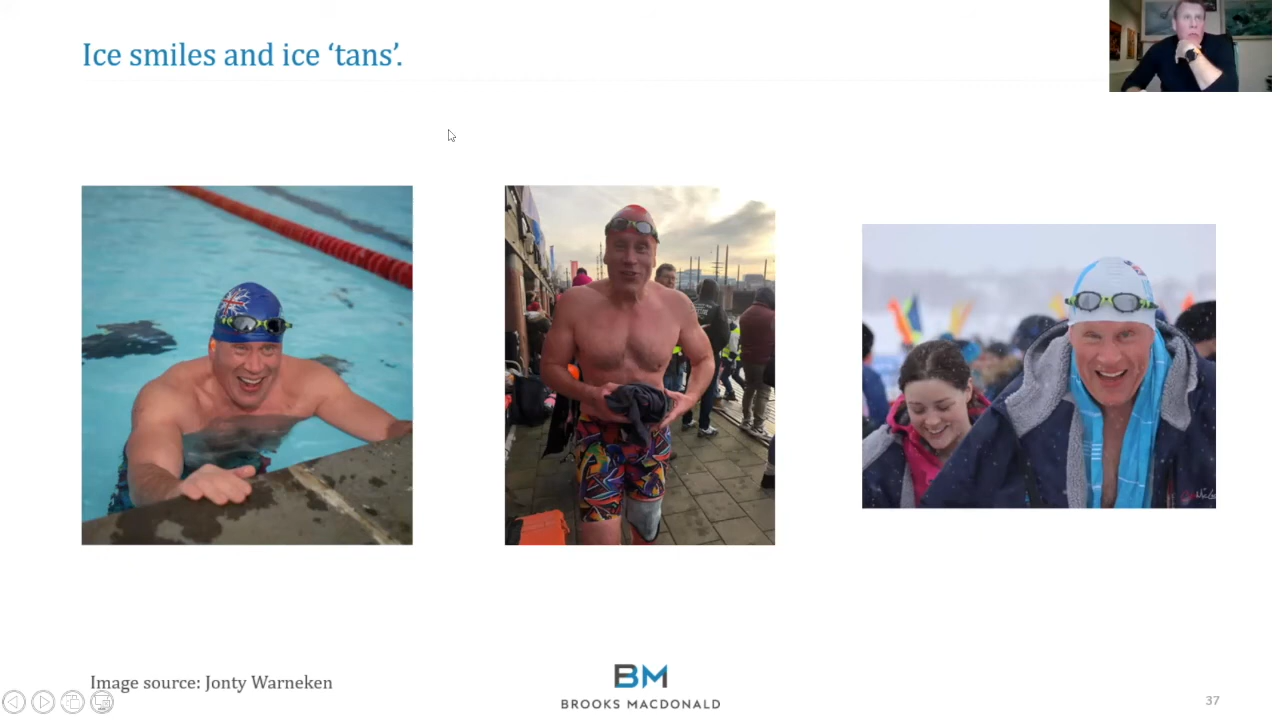 Ice smiles and ice ‘tans’.
Image source: Jonty Warneken
BM
BROOKS MACDONALD
37